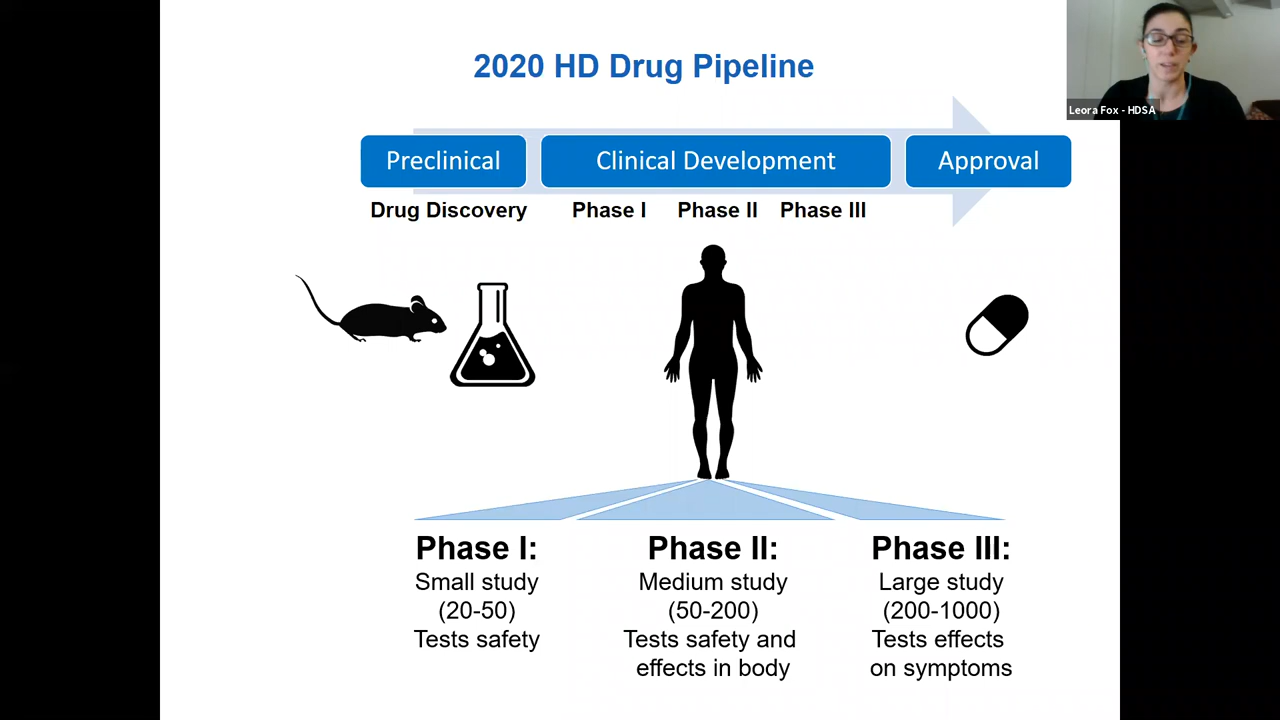 2020 HD Drug Pipeline
Leora Fox - HDSA
Preclinical
Clinical Development
Approval
Drug Discovery
Phase I
Phase II
Phase III
Phase I:
Small study
(20-50)
Tests safety
Phase II:
Medium study
(50-200)
Tests safety and
effects in body
Phase III:
Large study
(200-1000)
Tests effects
on symptoms